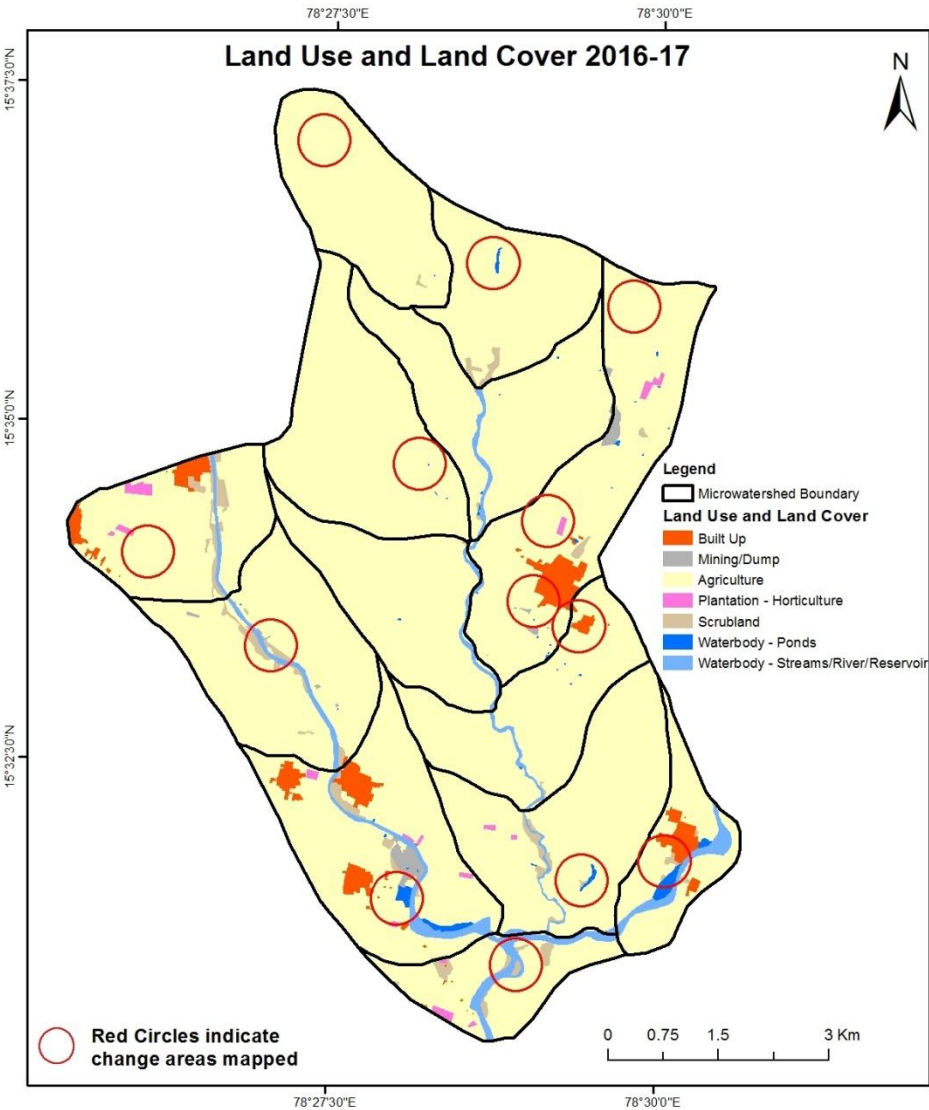 78°27'30"E
78°30'0"E
Land Use and Land Cover 2016-17
N
15°37'30"N
15°35'0"N
15°32'30"N
Legend
Microwatershed Boundary
Land Use and Land Cover
Built Up
Mining/Dump
Agriculture
Plantation - Horticulture
Scrubland
Waterbody - Ponds
Waterbody - Streams/River/Reservoir
Red Circles indicate
change areas mapped
0 0.75 1.5 3 Km
78°27'30"E
78°30'0"E